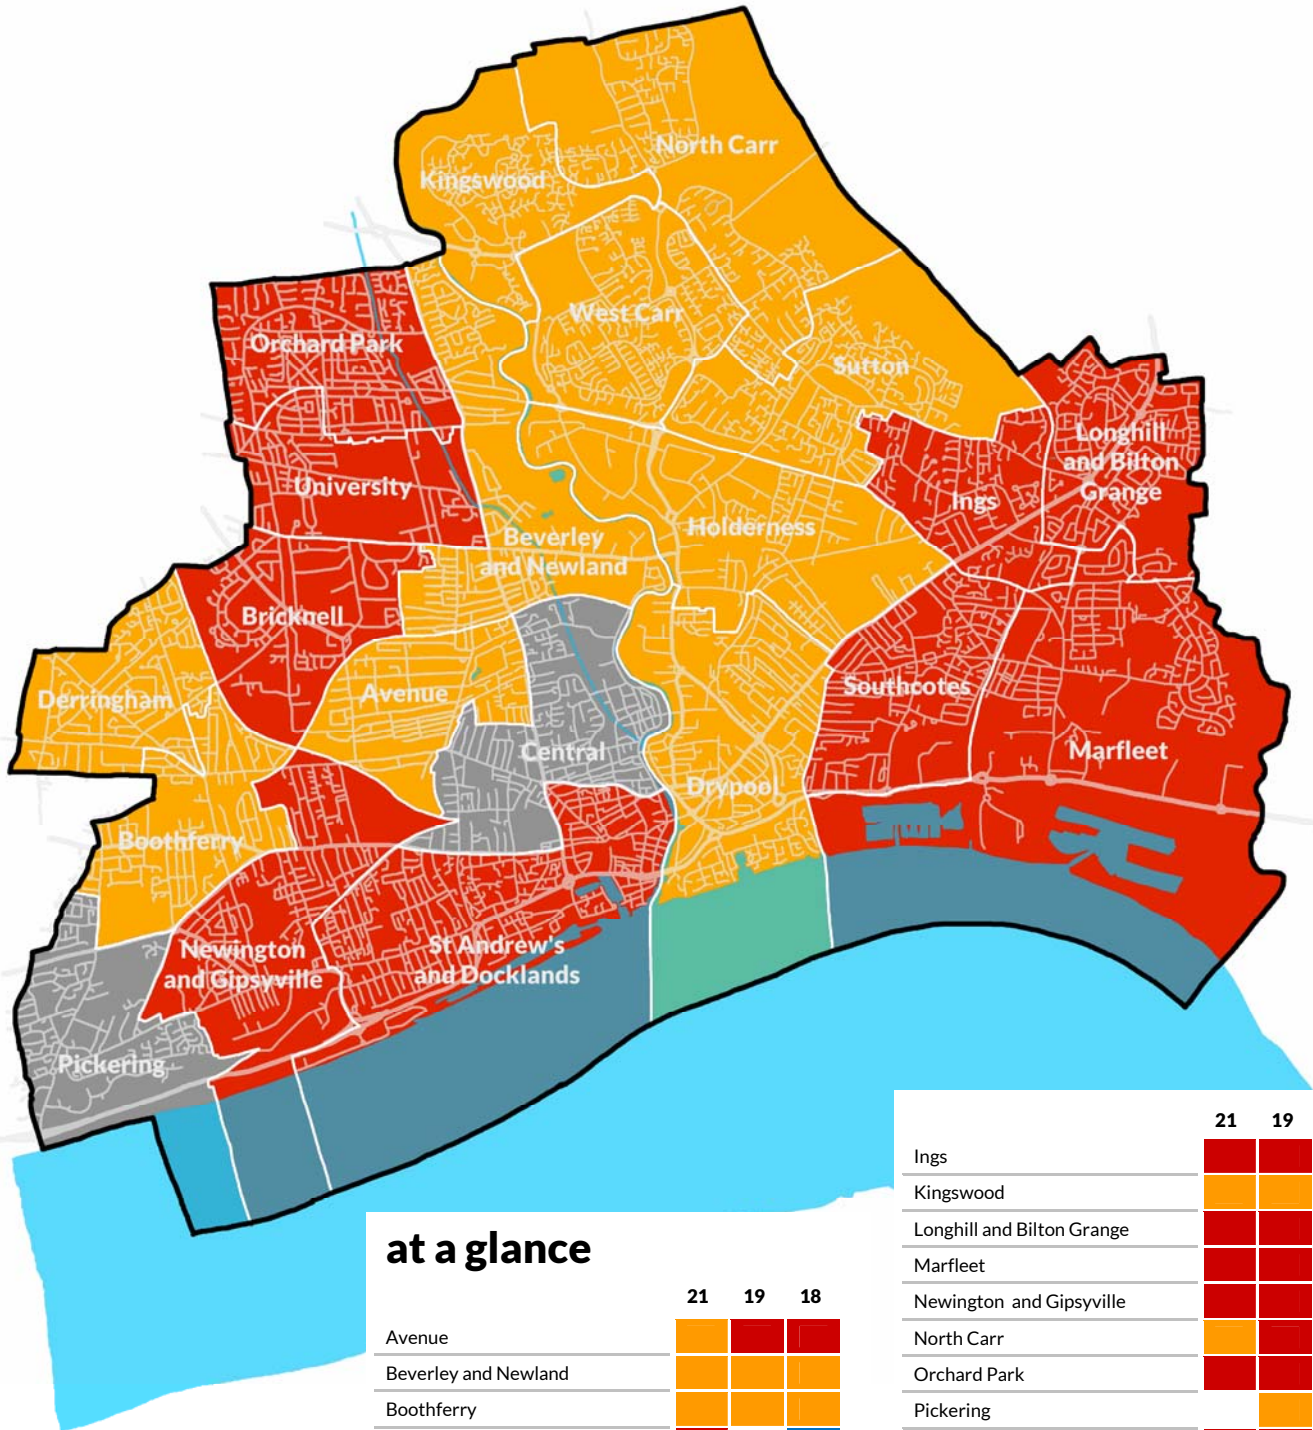 North Carr
Kingswood
West Carr
Orchard Park
Sutton
Longhill
and Bilton
Grange
University
Ings
Holderness
Beverley
and Newland
Bricknell
Southcotes
Avenue
Derringham
Central
Marfleet
Drypool
Boothferry
Newington
and Gipsyville
St Andrew's
and Docklands
Pickering
at a glance
21 19 18
Avenue
Beverley and Newland
Boothferry
21 19
Ings
Kingswood
Longhill and Bilton Grange
Marfleet
Newington and Gipsyville
North Carr
Orchard Park
Pickering